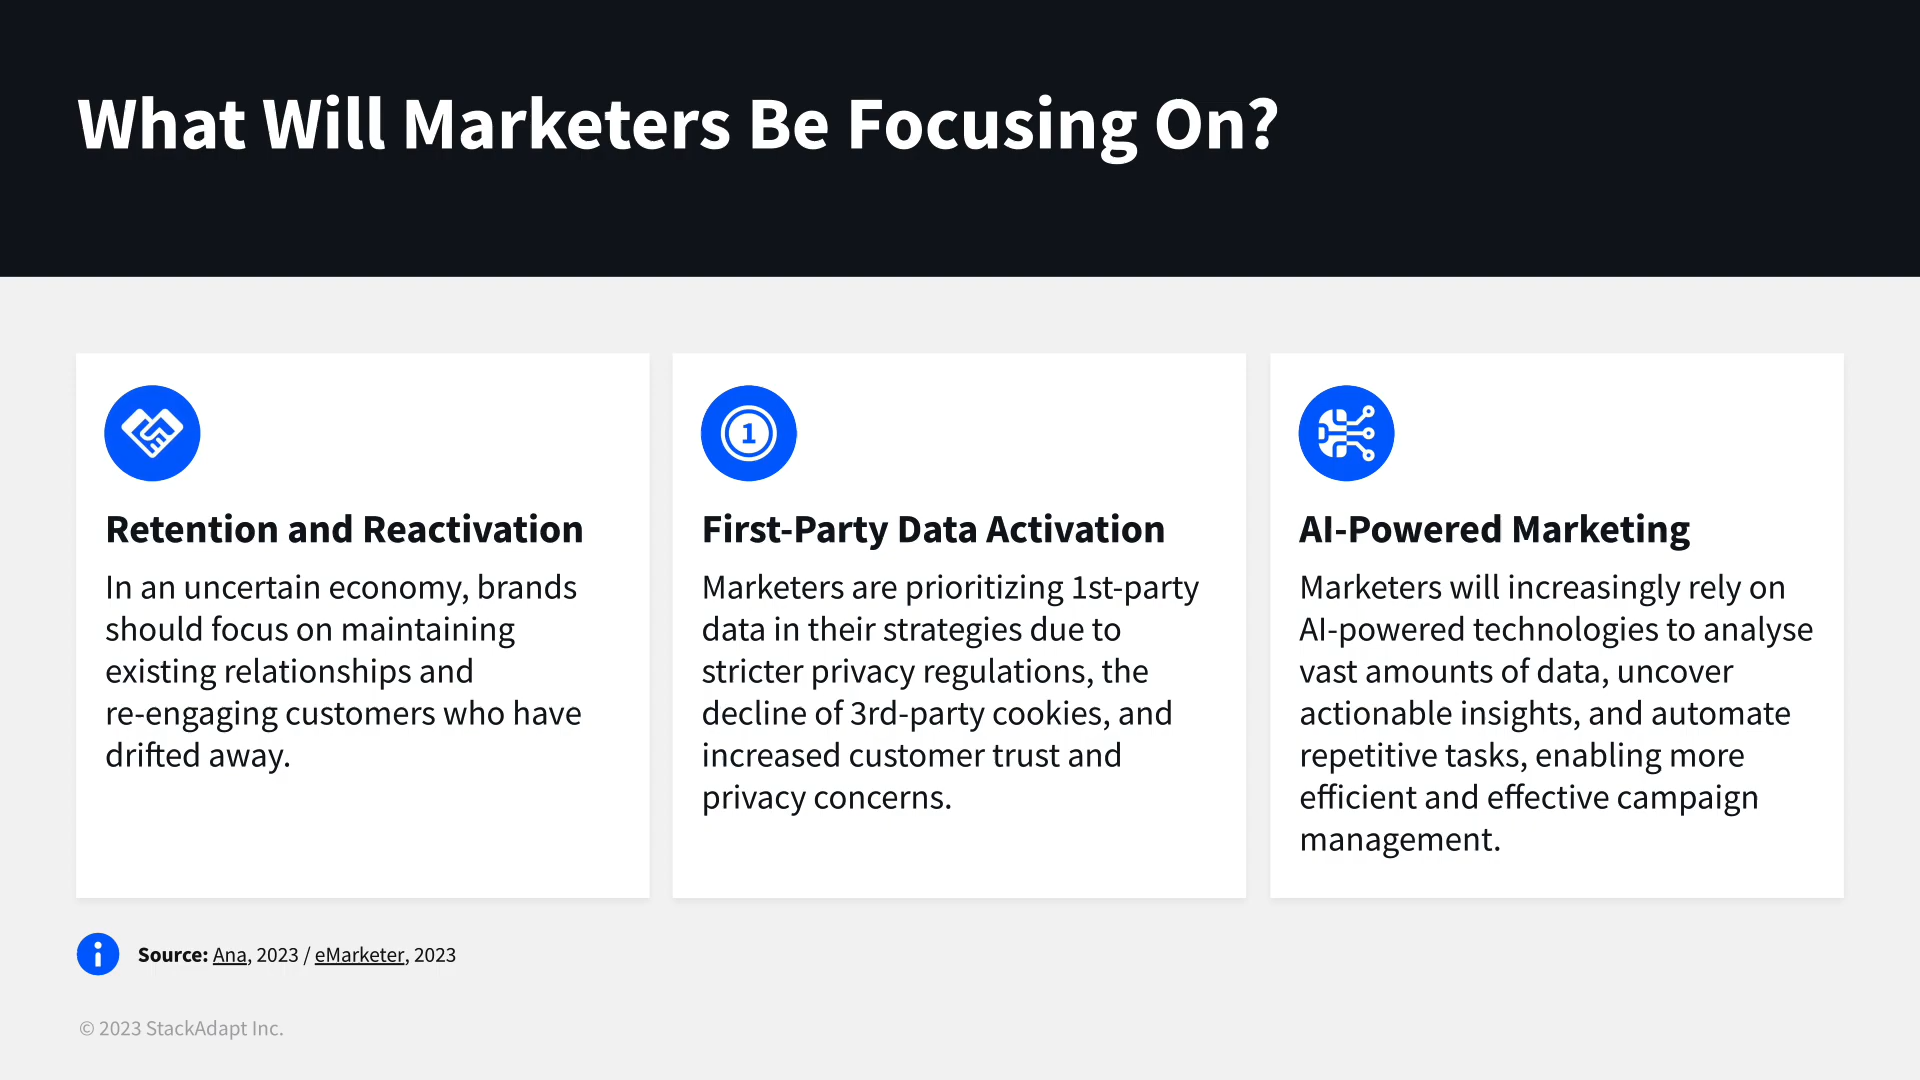 What Will Marketers Be Focusing On?
1
Retention and Reactivation
In an uncertain economy, brands
should focus on maintaining
existing relationships and
re-engaging customers who have
drifted away.
First-Party Data Activation
Marketers are prioritizing 1st-party
data in their strategies due to
stricter privacy regulations, the
decline of 3rd-party cookies, and
increased customer trust and
privacy concerns.
AI-Powered Marketing
Marketers will increasingly rely on
AI-powered technologies to analyse
vast amounts of data, uncover
actionable insights, and automate
repetitive tasks, enabling more
efficient and effective campaign
management.
Source: Ana, 2023 / eMarketer, 2023
© 2023 StackAdapt Inc.